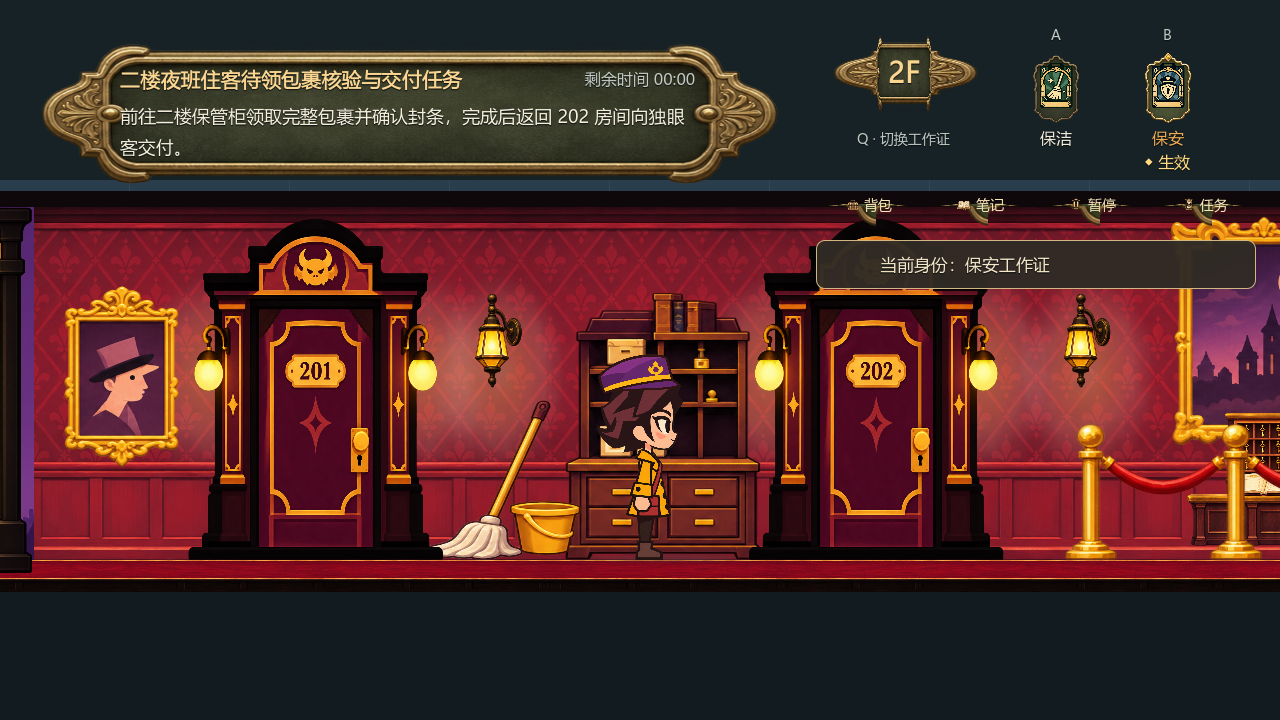 二楼夜班住客待领包裹核验与交付任务
剩余时间 00:00
前往二楼保管柜领取完整包裹并确认封条，完成后返回 202 房间向独眼
客交付。
2F
Q · 切换工作证
A
保洁
B
保安
生效
背包
笔记
暂停
任务
当前身份：保安工作证
201
202